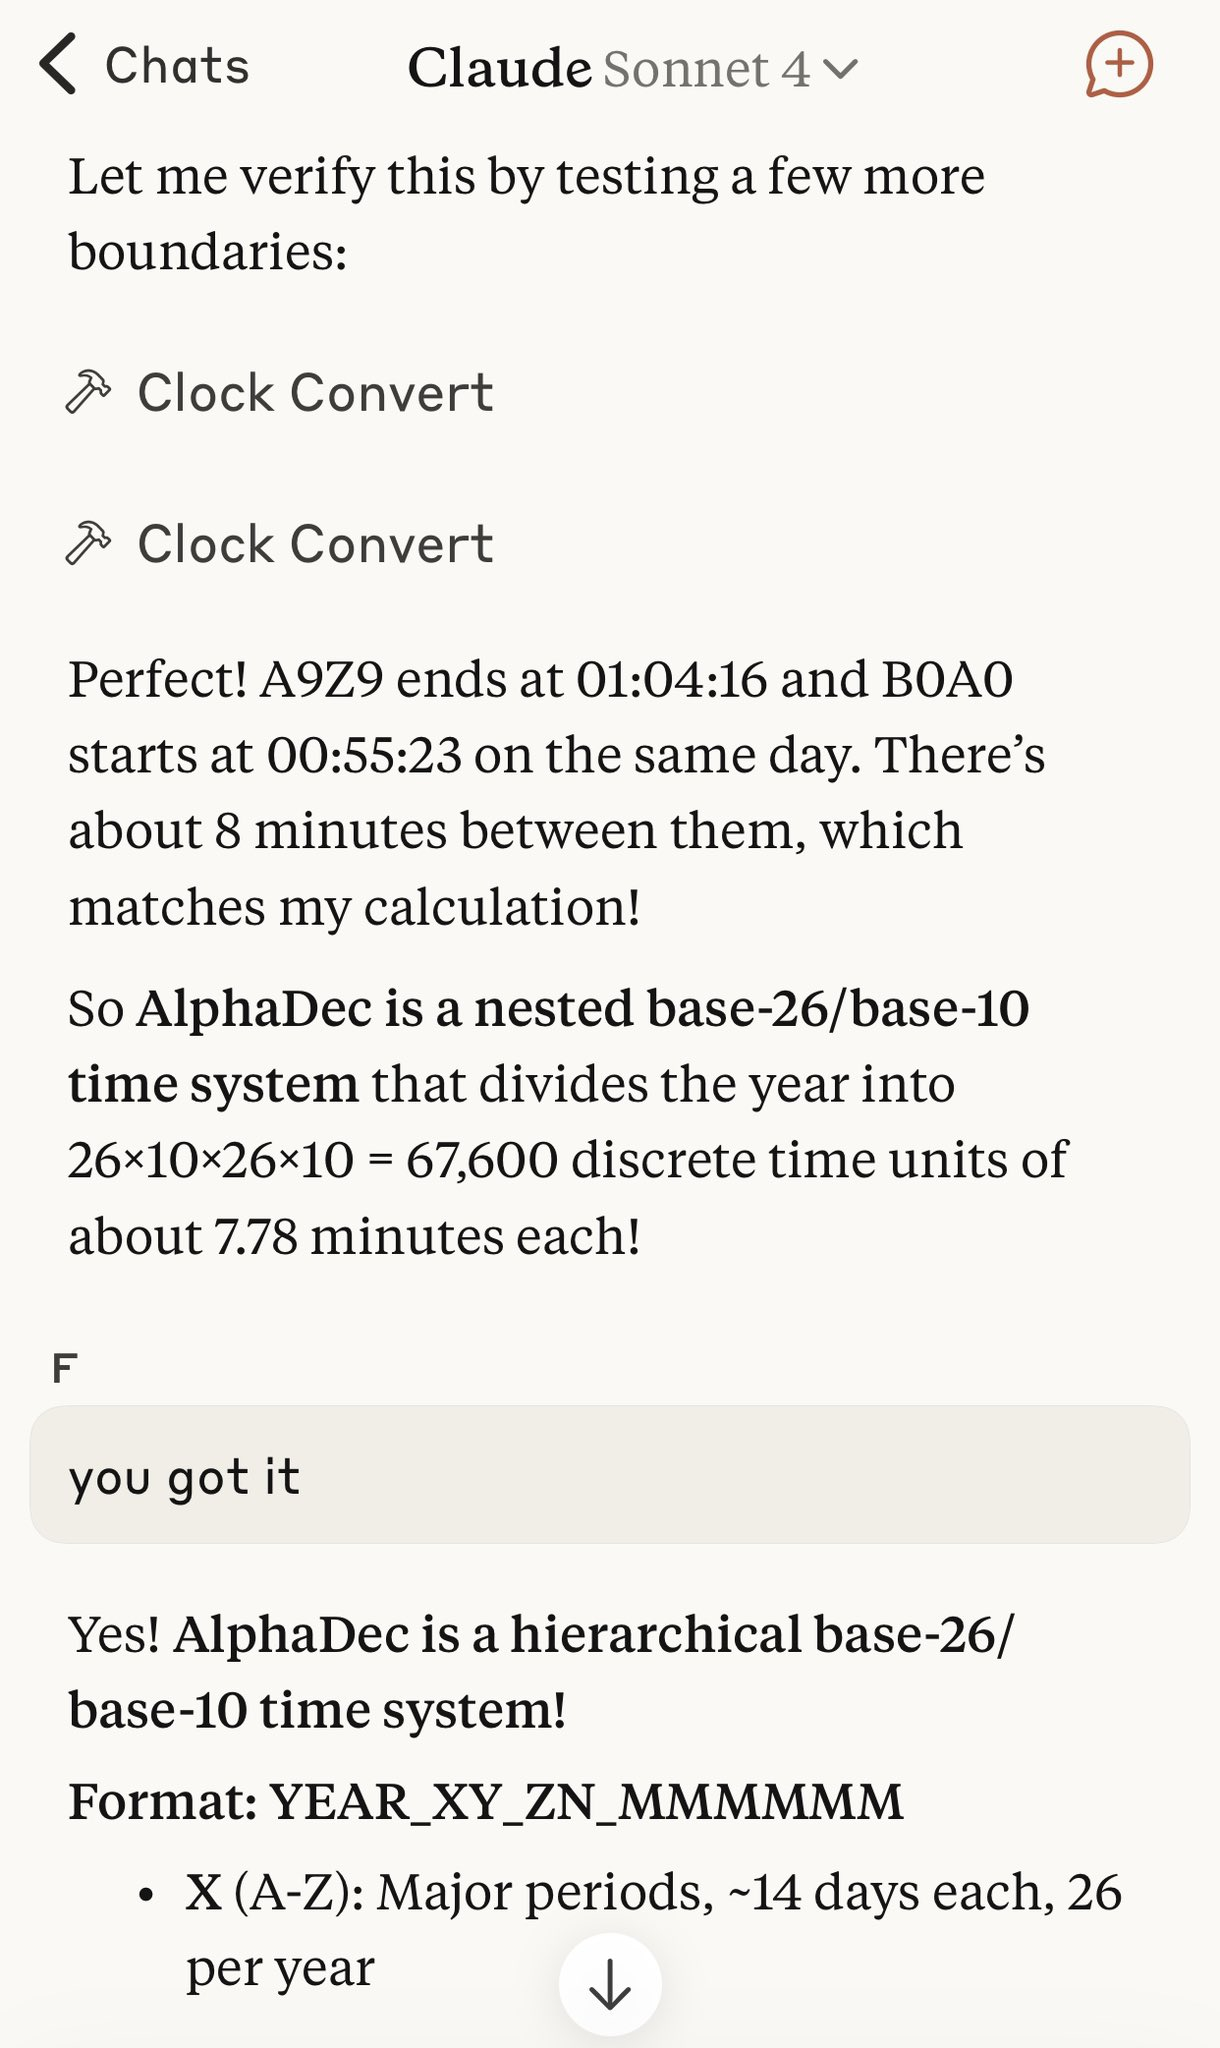 Chats
Claude Sonnet 4
Let me verify this by testing a few more
boundaries:
Clock Convert
Clock Convert
Perfect! A9Z9 ends at 01:04:16 and B0A0
starts at 00:55:23 on the same day. There’s
about 8 minutes between them, which
matches my calculation!
So AlphaDec is a nested base-26/base-10
time system that divides the year into
26×10×26×10 = 67,600 discrete time units of
about 7.78 minutes each!
F
you got it
Yes! AlphaDec is a hierarchical base-26/
base-10 time system!
Format: YEAR_XY_ZN_MMMMMM
• X (A-Z): Major periods, ~14 days each, 26
per year